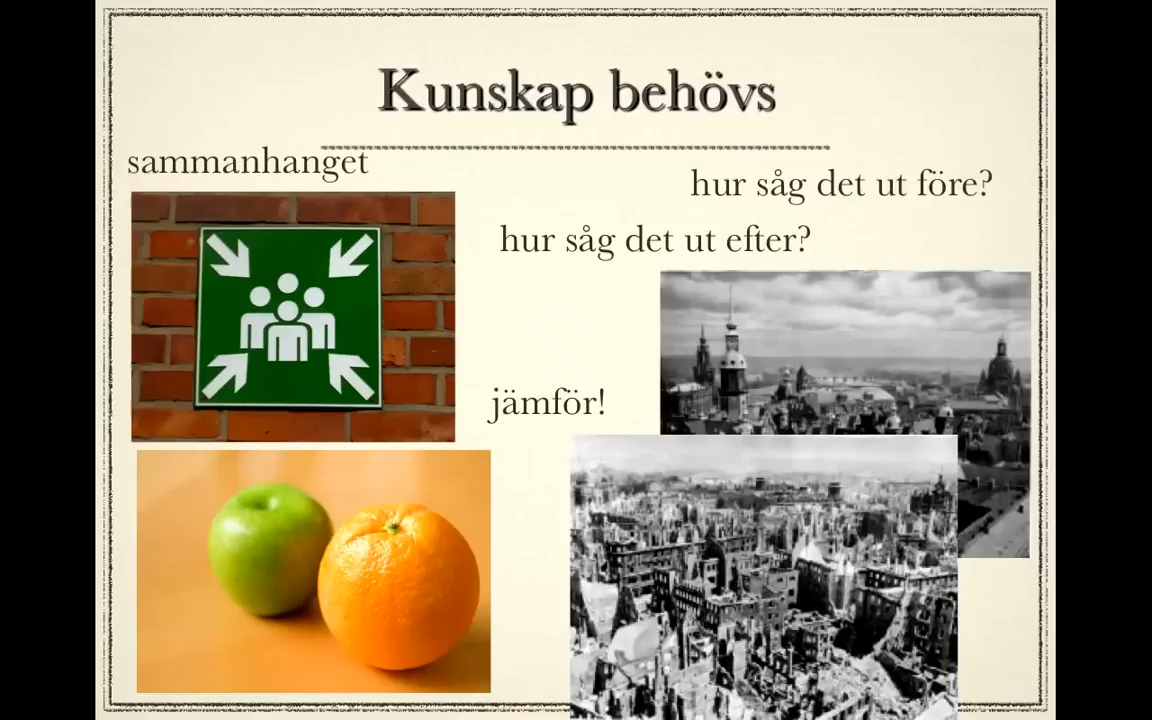 Kunskap behövs
sammanhanget
hur såg det ut före?
hur såg det ut efter?
jämför!